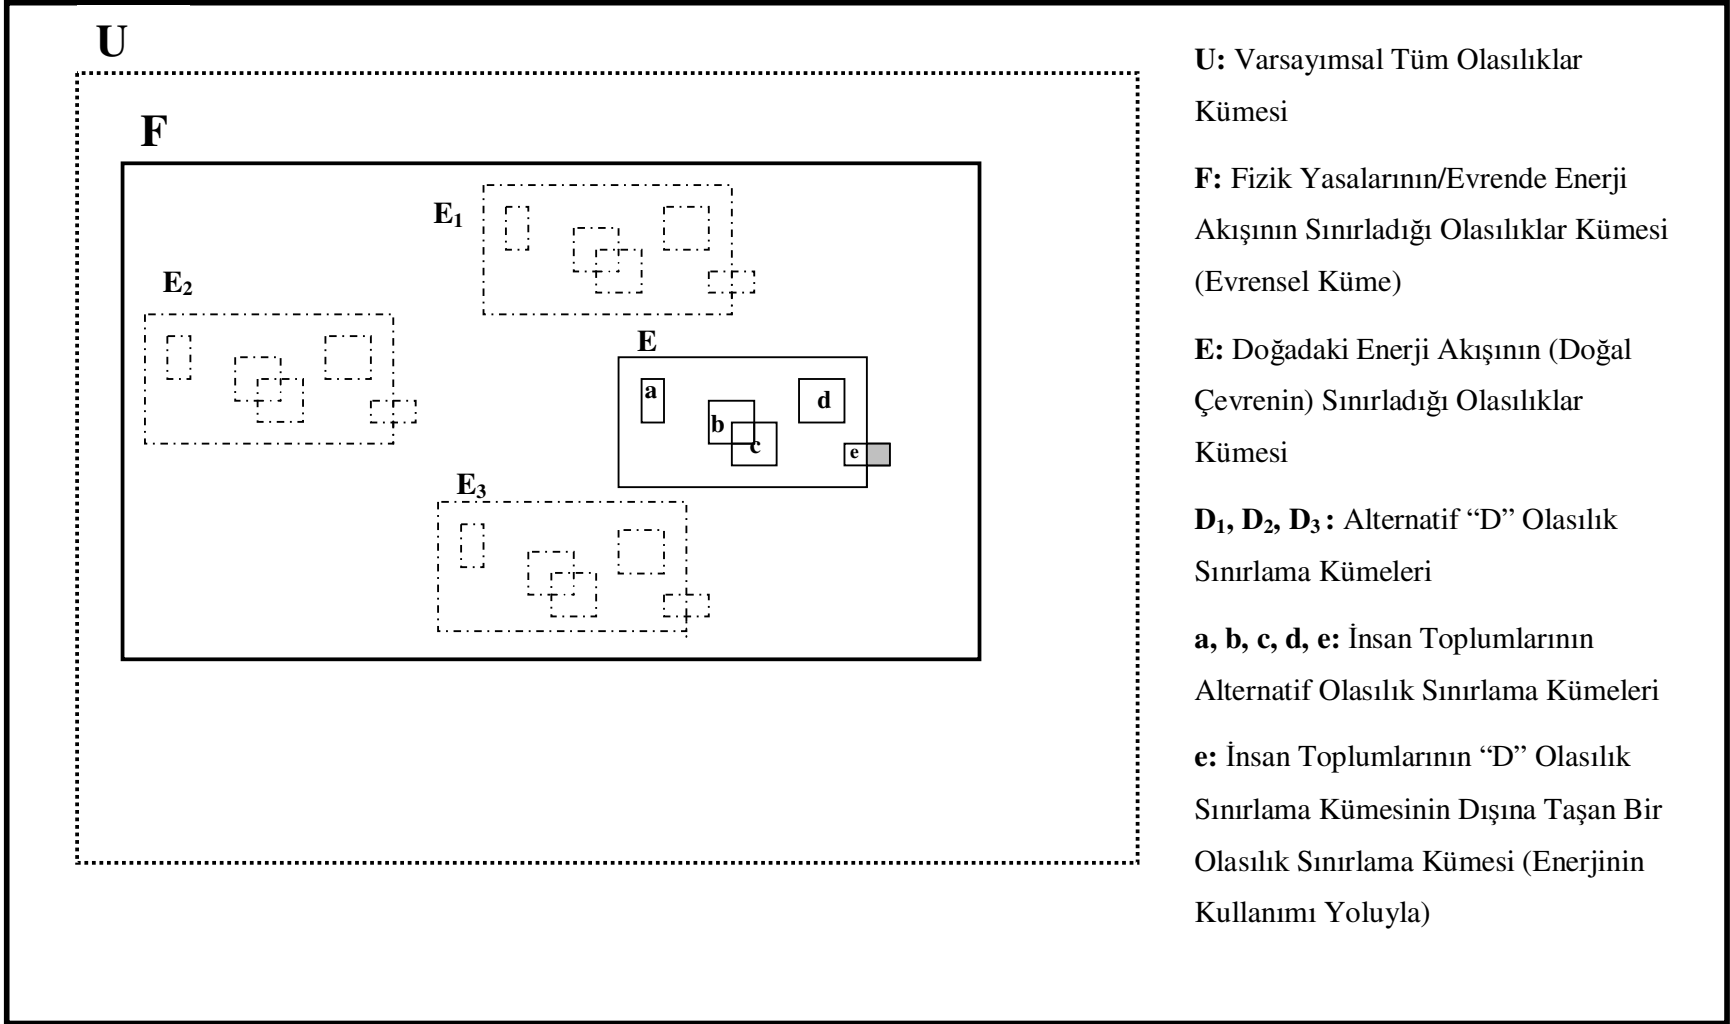 U
F
E₁
E₂
E
a
d
b
c
e
E₃
U: Varsayımsal Tüm Olasılıklar
Kümesi
F: Fizik Yasalarının/Evrende Enerji
Akışının Sınırladığı Olasılıklar Kümesi
(Evrensel Küme)
E: Doğadaki Enerji Akışının (Doğal
Çevrenin) Sınırladığı Olasılıklar
Kümesi
D₁, D₂, D₃ : Alternatif “D” Olasılık
Sınırlama Kümeleri
a, b, c, d, e: İnsan Toplumlarının
Alternatif Olasılık Sınırlama Kümeleri
e: İnsan Toplumlarının “D” Olasılık
Sınırlama Kümesinin Dışına Taşan Bir
Olasılık Sınırlama Kümesi (Enerjinin
Kullanımı Yoluyla)